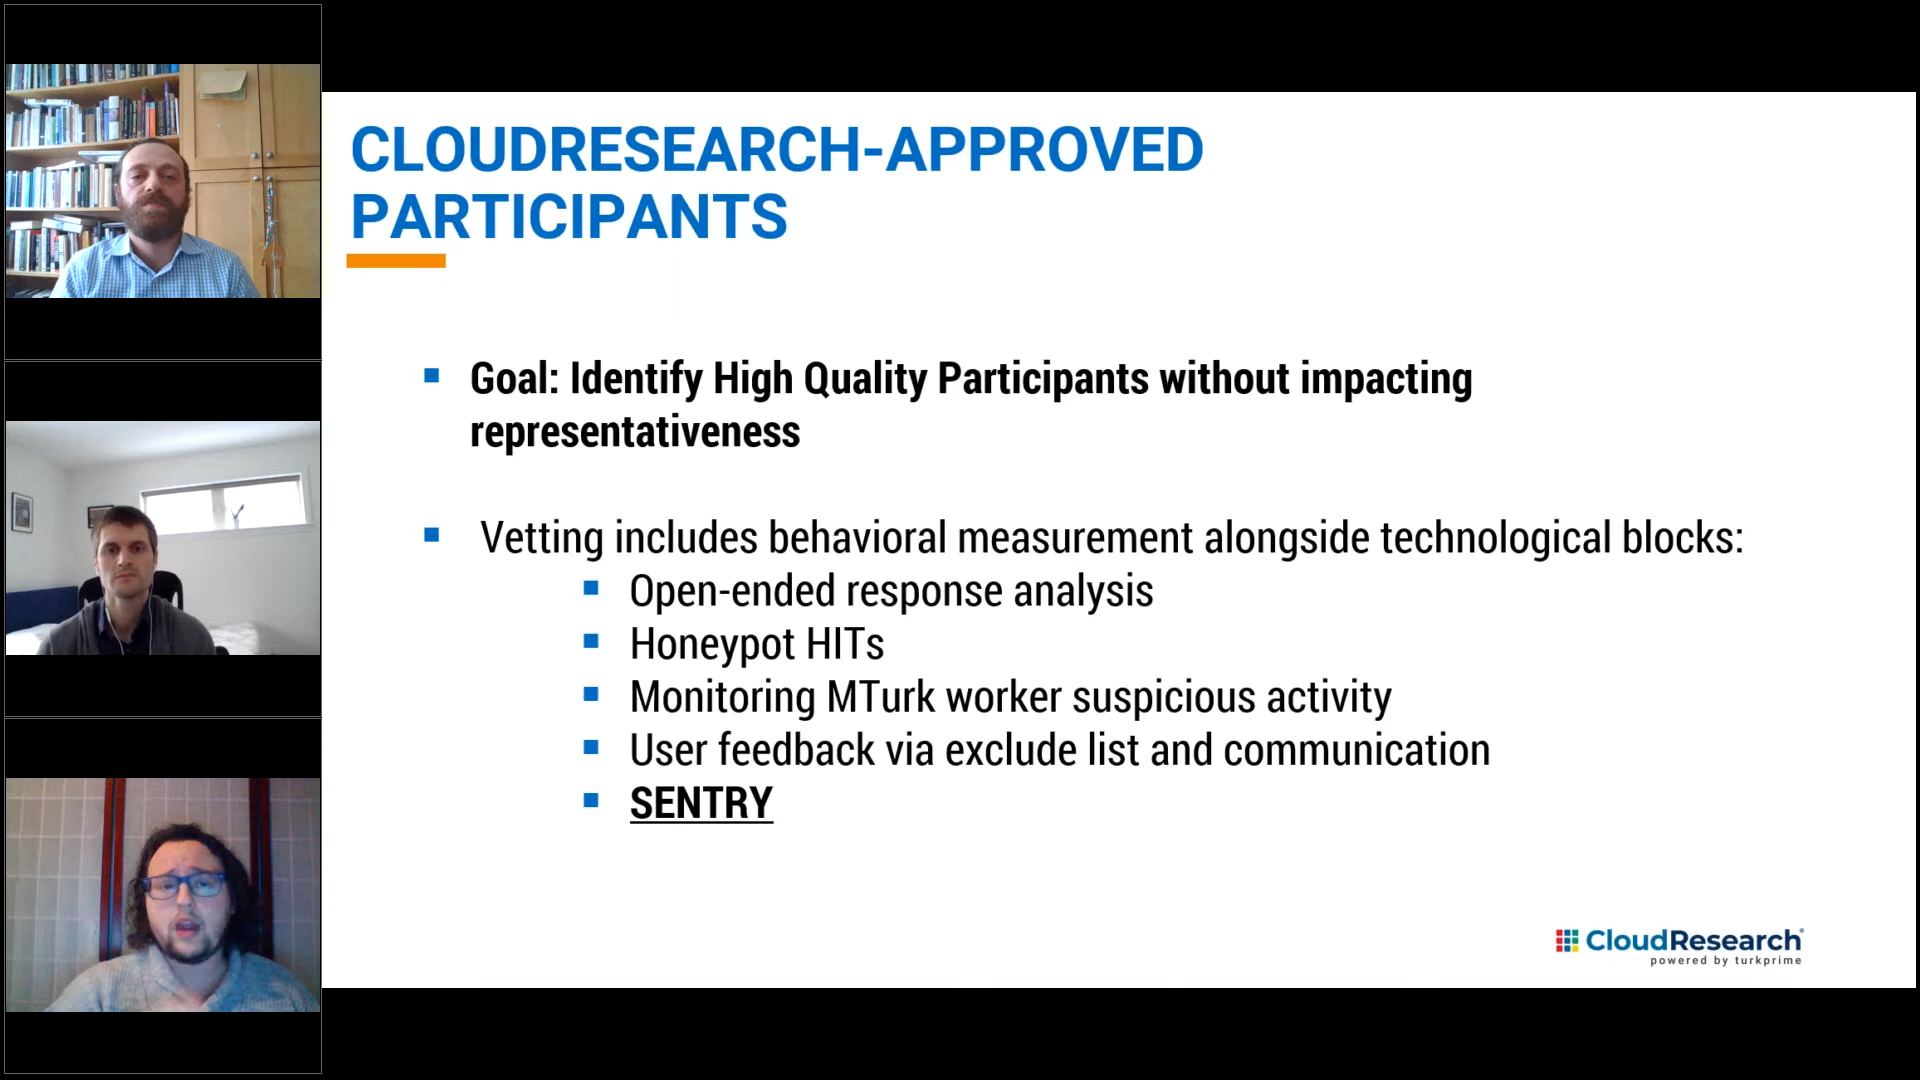 CLOUDRESEARCH-APPROVED
PARTICIPANTS
Goal: Identify High Quality Participants without impacting
representativeness
Vetting includes behavioral measurement alongside technological blocks:
Open-ended response analysis
Honeypot HITs
Monitoring MTurk worker suspicious activity
User feedback via exclude list and communication
SENTRY
CloudResearch
powered by turkprime